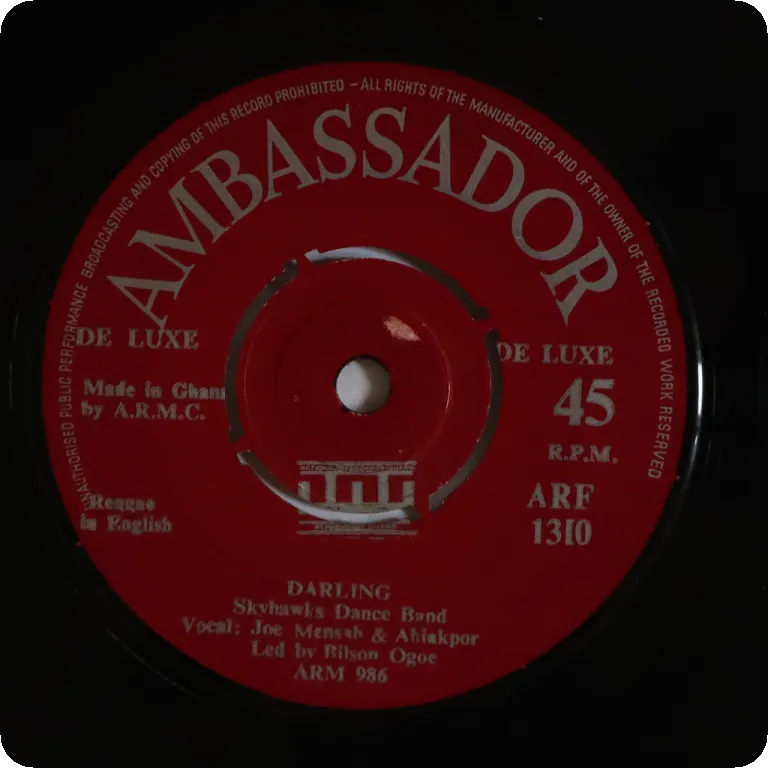 UNAUTHORISED PUBLIC PERFORMANCE BROADCASTING AND COPYING OF THIS RECORD PROHIBITED – ALL RIGHTS OF THE MANUFACTURER AND OF THE OWNER OF THE RECORDED WORK RESERVED
AMBASSADOR
DE LUXE
DE LUXE
Made in Ghana
by A.R.M.C.
45
R.P.M.
Reggae
in English
ARF
1310
DARLING
Skyhawks Dance Band
Vocal: Joe Mensah & Ahiakpor
Led by Bilson Ogoe
ARM 986